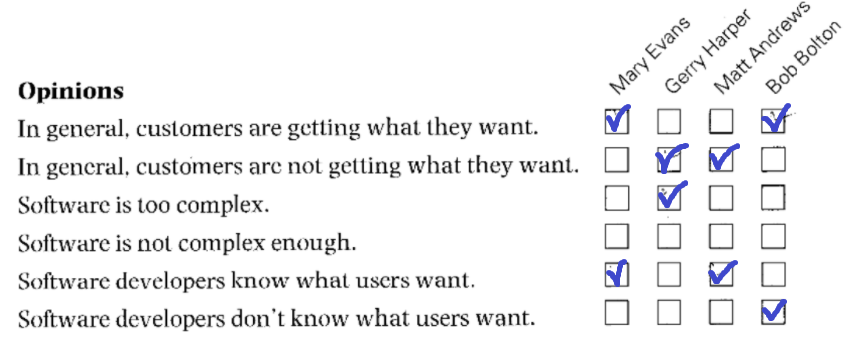 Mary Evans
Gerry Harper
Matt Andrews
Bob Bolton
Opinions
In general, customers are getting what they want.
In general, customers are not getting what they want.
Software is too complex.
Software is not complex enough.
Software developers know what users want.
Software developers don't know what users want.